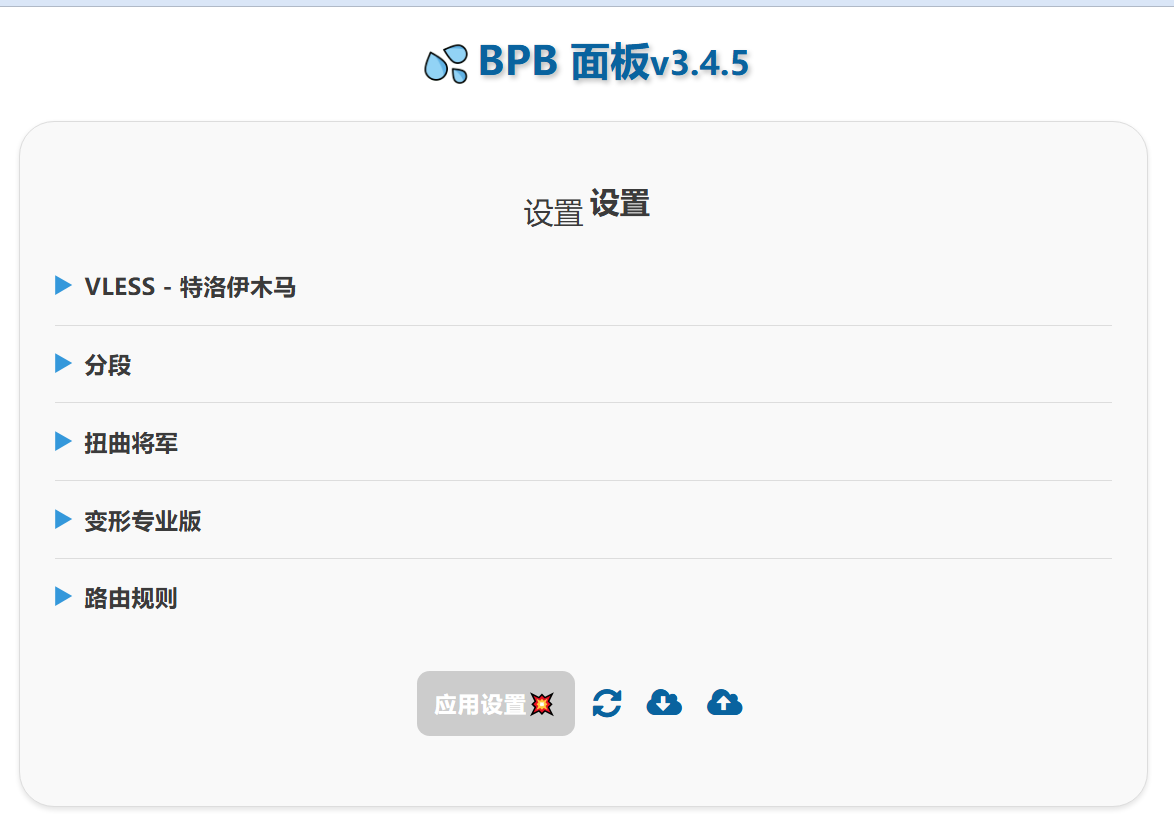 💦 BPB 面板v3.4.5
设置 设置
VLESS - 特洛伊木马
分段
扭曲将军
变形专业版
路由规则
应用设置💥